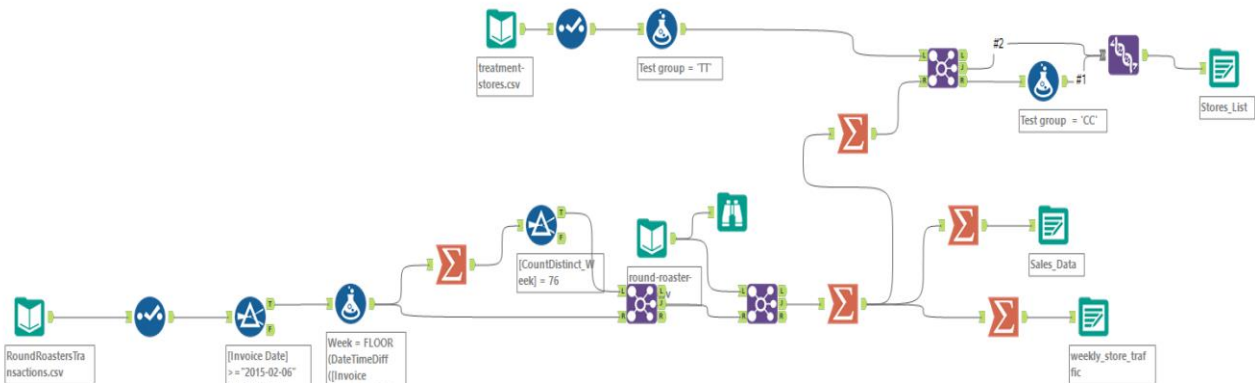 treatment-
stores.csv
Test group = 'TT'
#2
#1
Test group = 'CC'
Stores_List
[CountDistinct_W
eek] = 76
round-roaster-
v
Sales_Data
RoundRoastersTra
nsactions.csv
[Invoice Date]
>= "2015-02-06"
Week = FLOOR
(DateTimeDiff
([Invoice
weekly_store_traf
fic
T
F
T
F
L
R
L
J
R
L
R
L
J
R
L
R
L
J
R